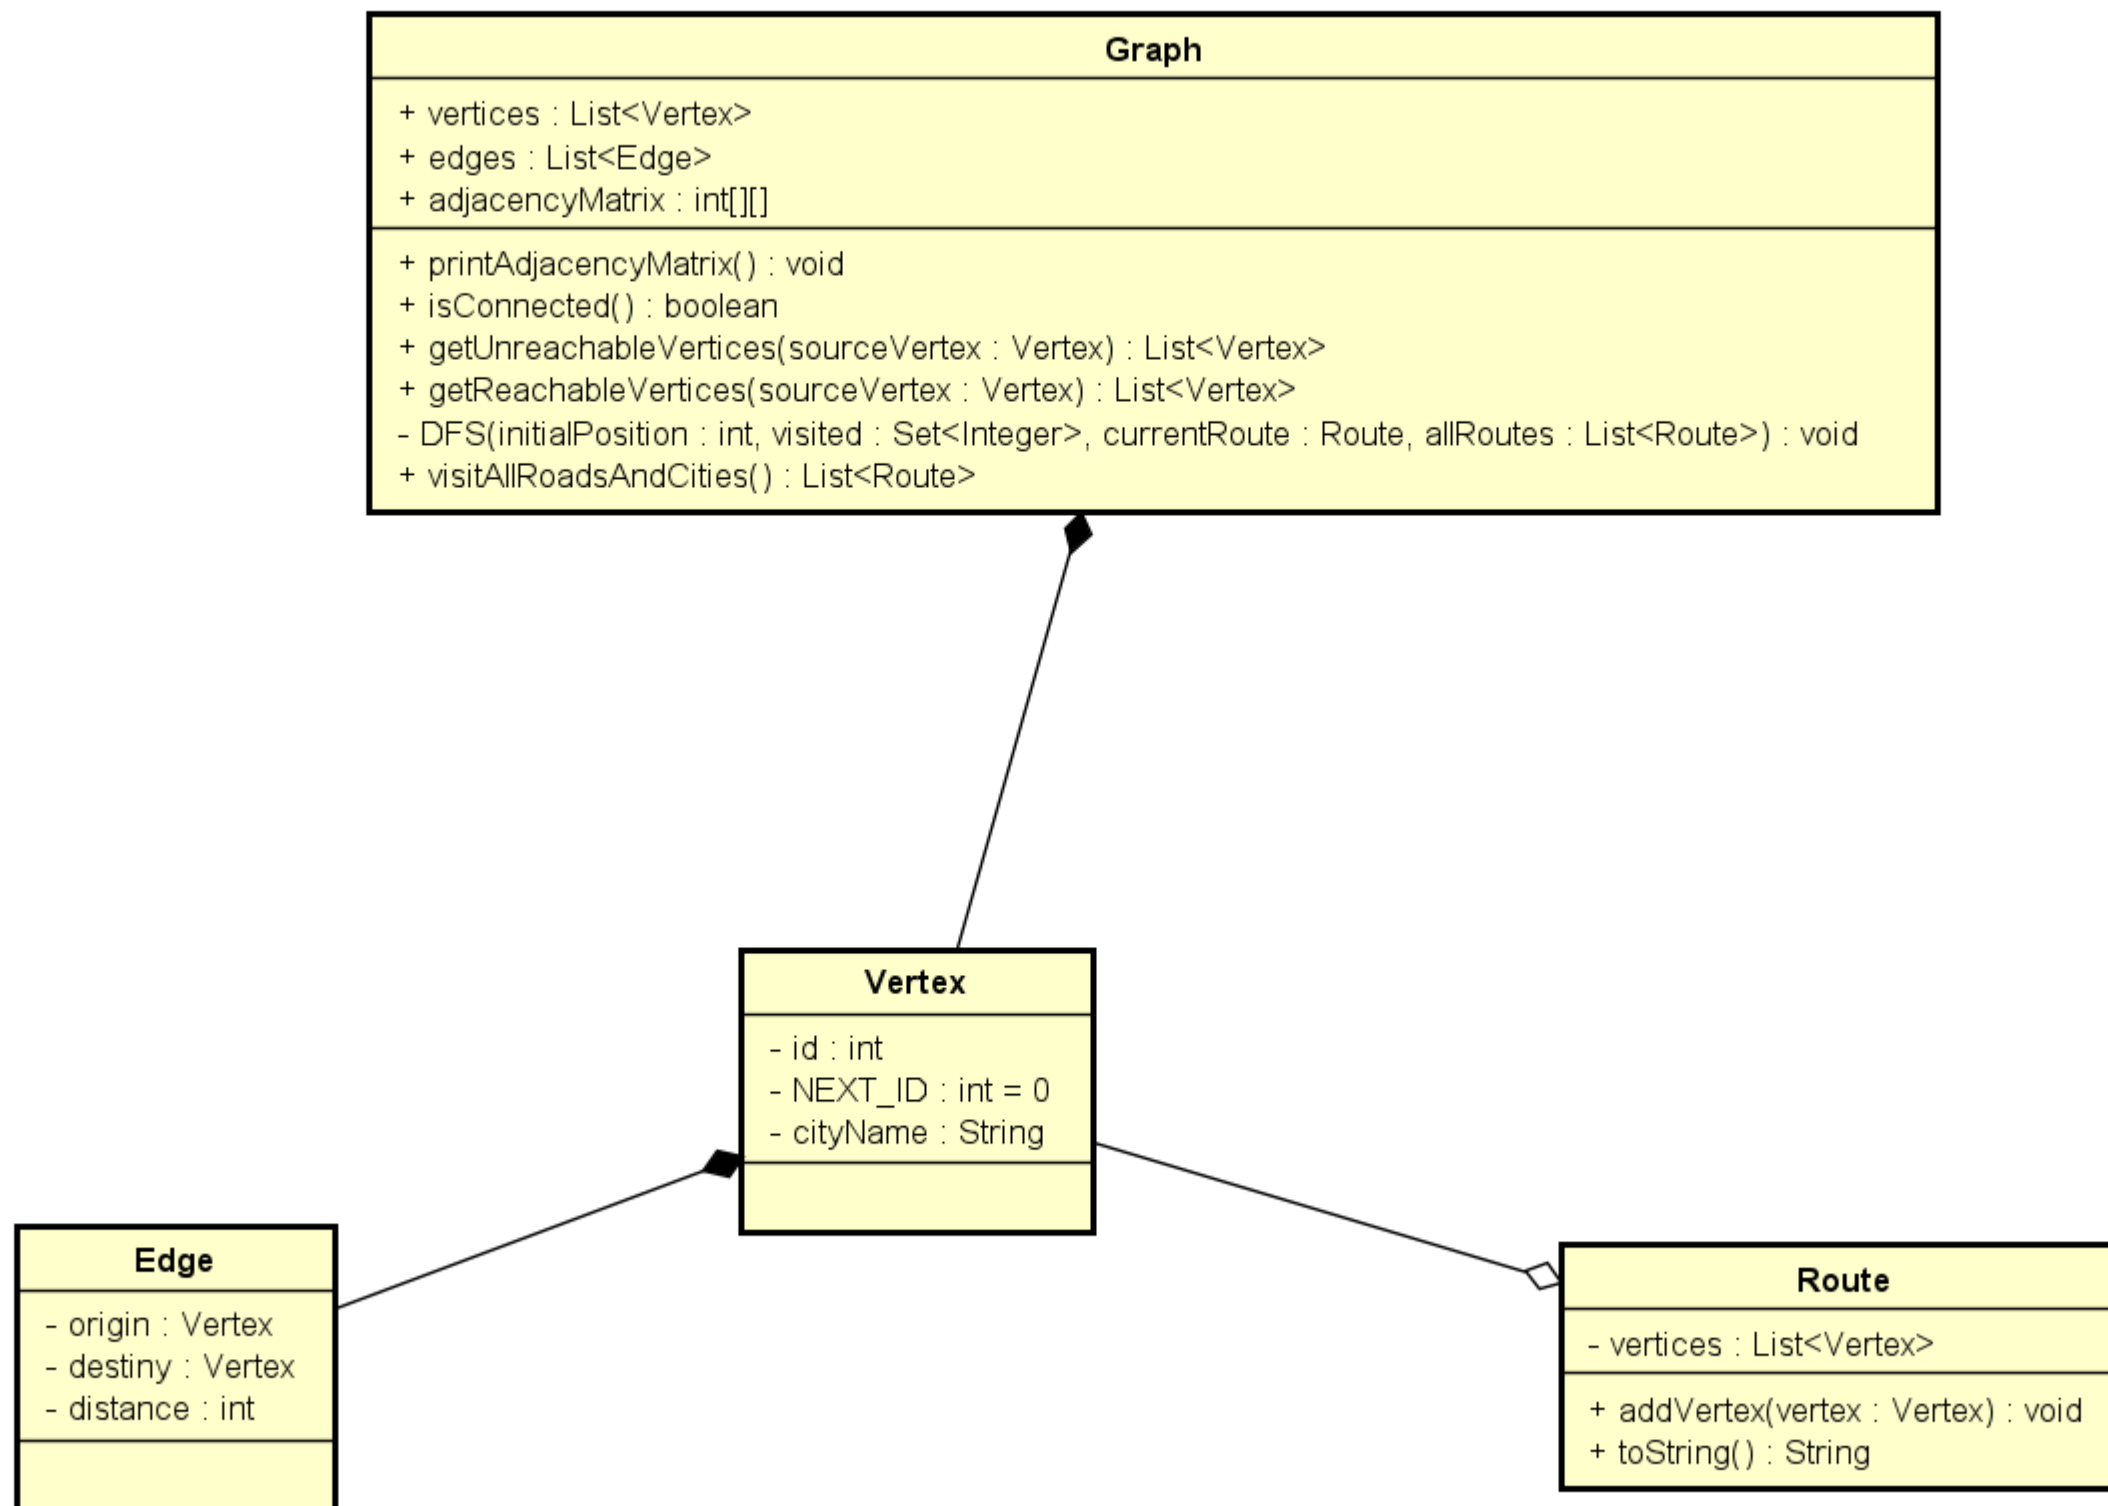 Graph
+ vertices : List<Vertex>
+ edges : List<Edge>
+ adjacencyMatrix : int[][]
+ printAdjacencyMatrix() : void
+ isConnected() : boolean
+ getUnreachableVertices(sourceVertex : Vertex) : List<Vertex>
+ getReachableVertices(sourceVertex : Vertex) : List<Vertex>
- DFS(initialPosition : int, visited : Set<Integer>, currentRoute : Route, allRoutes : List<Route>) : void
+ visitAllRoadsAndCities() : List<Route>
Vertex
- id : int
- NEXT_ID : int = 0
- cityName : String
Edge
- origin : Vertex
- destiny : Vertex
- distance : int
Route
- vertices : List<Vertex>
+ addVertex(vertex : Vertex) : void
+ toString() : String